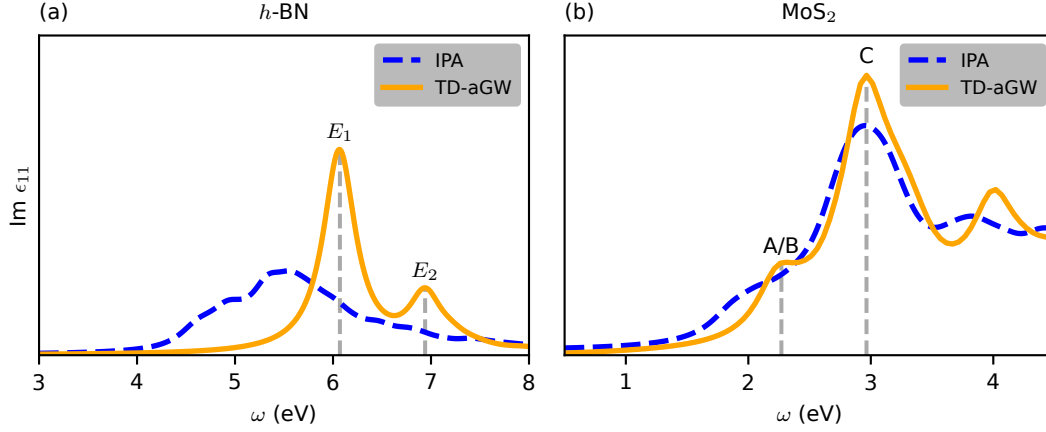 (a)
h-BN
IPA
TD-aGW
E₁
E₂
Im ϵ₁₁
3 4 5 6 7 8
ω (eV)
(b)
MoS₂
IPA
TD-aGW
C
A/B
1 2 3 4
ω (eV)